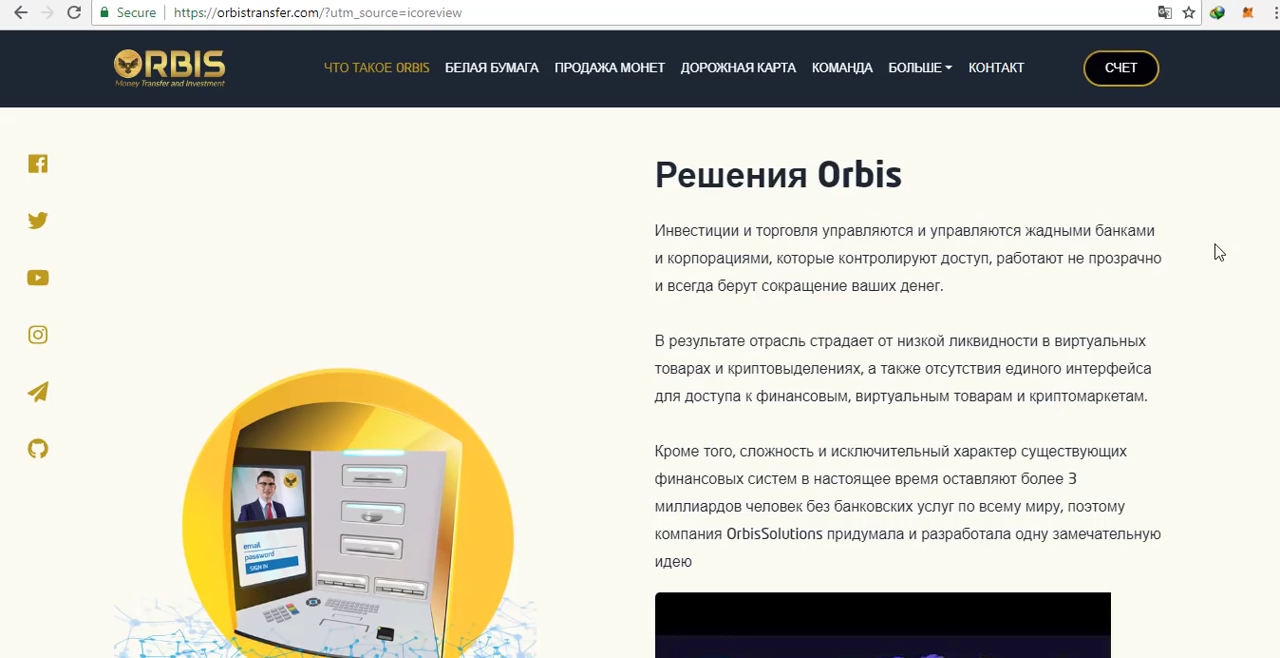 Secure https://orbistransfer.com/?utm_source=icoreview
ORBIS
Money Transfer and Investment
ЧТО ТАКОЕ ORBIS БЕЛАЯ БУМАГА ПРОДАЖА МОНЕТ ДОРОЖНАЯ КАРТА КОМАНДА БОЛЬШЕ КОНТАКТ СЧЕТ
Решения Orbis
Инвестиции и торговля управляются и управляются жадными банками
и корпорациями, которые контролируют доступ, работают не прозрачно
и всегда берут сокращение ваших денег.
В результате отрасль страдает от низкой ликвидности в виртуальных
товарах и криптовыделениях, а также отсутствия единого интерфейса
для доступа к финансовым, виртуальным товарам и криптомаркетам.
Кроме того, сложность и исключительный характер существующих
финансовых систем в настоящее время оставляют более 3
миллиардов человек без банковских услуг по всему миру, поэтому
компания OrbisSolutions придумала и разработала одну замечательную
идею
email
password
SIGN IN